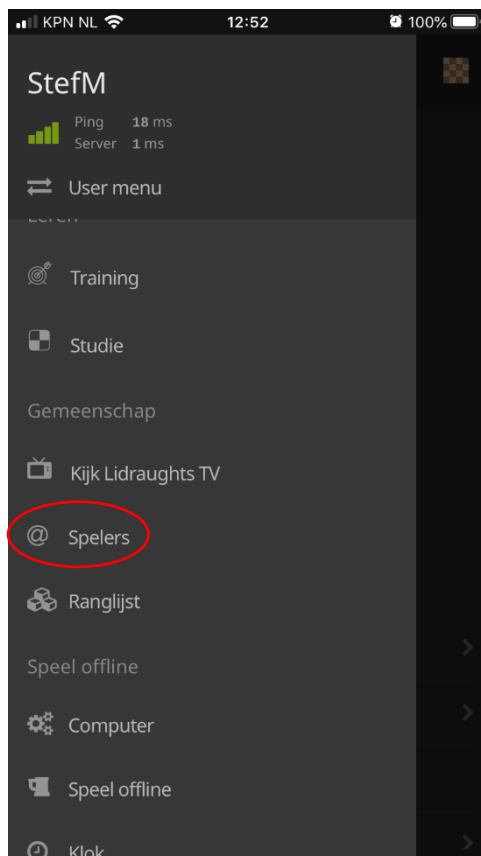 KPN NL 12:52 100%
StefM
Ping 18 ms
Server 1 ms
User menu
Leren
Training
Studie
Gemeenschap
Kijk Lidraughts TV
@ Spelers
Ranglijst
Speel offline
Computer
Speel offline
Klok